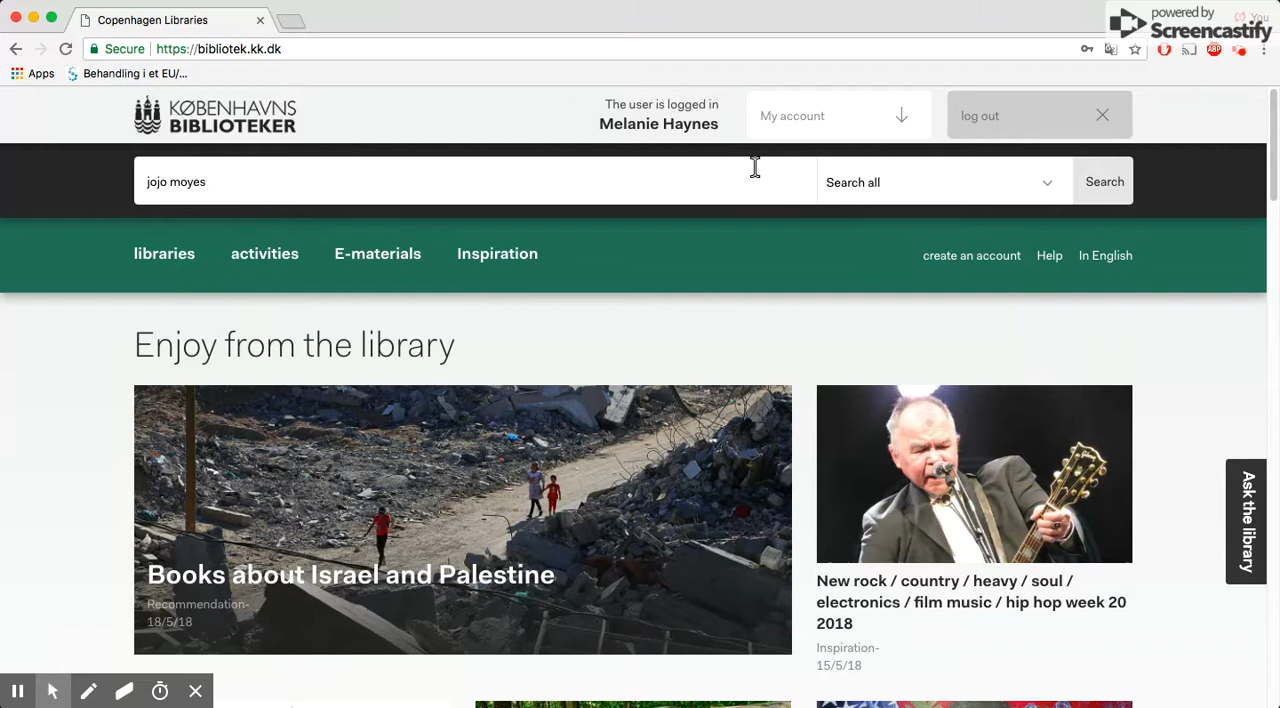 Copenhagen Libraries
powered by
Screencastify
You
Secure
https://bibliotek.kk.dk
ABP
Apps
Behandling i et EU/...
KØBENHAVNS
BIBLIOTEKER
The user is logged in
Melanie Haynes
My account
log out
jojo moyes
Search all
Search
libraries
activities
E-materials
Inspiration
create an account
Help
In English
Enjoy from the library
Books about Israel and Palestine
Recommendation-
18/5/18
New rock / country / heavy / soul /
electronics / film music / hip hop week 20
2018
Inspiration-
15/5/18
Ask the library